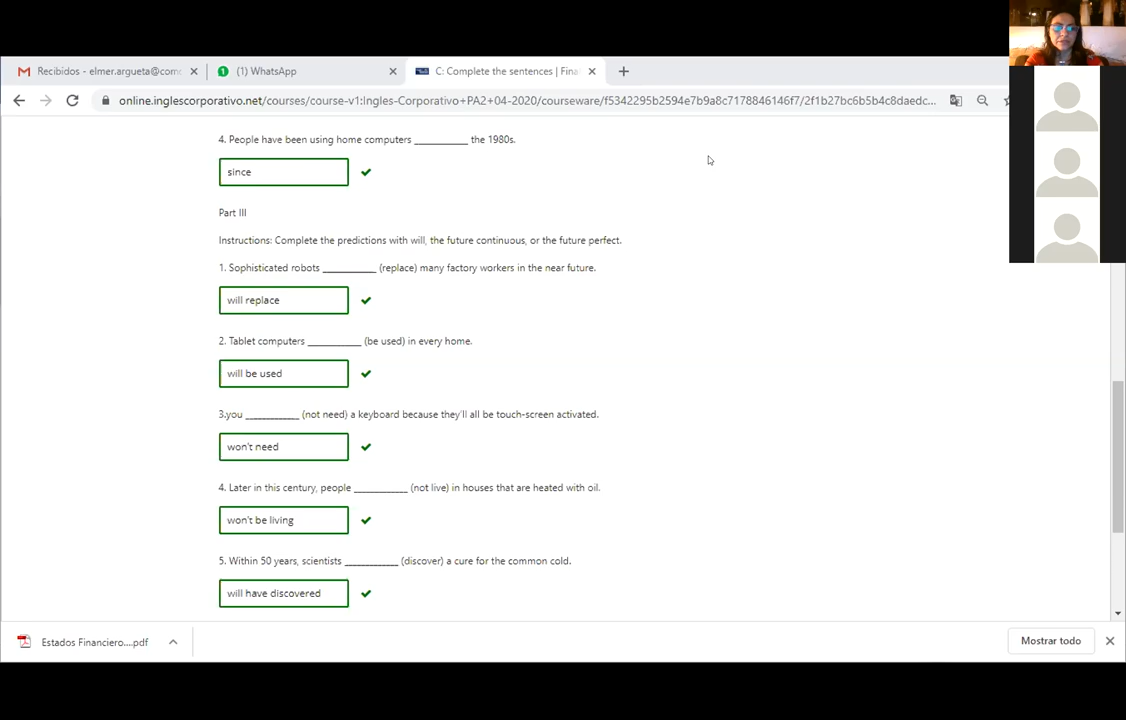 Recibidos - elmer.argueta@com
(1) WhatsApp
C: Complete the sentences | Fina
online.inglescorporativo.net/courses/course-v1:Ingles-Corporativo+PA2+04-2020/courseware/f5342295b2594e7b9a8c7178846146f7/2f1b27bc6b5b4c8daedc...
4. People have been using home computers ___________ the 1980s.
since
Part III
Instructions: Complete the predictions with will, the future continuous, or the future perfect.
1. Sophisticated robots ___________ (replace) many factory workers in the near future.
will replace
2. Tablet computers ___________ (be used) in every home.
will be used
3.you ___________ (not need) a keyboard because they'll all be touch-screen activated.
won't need
4. Later in this century, people ___________ (not live) in houses that are heated with oil.
won't be living
5. Within 50 years, scientists ___________ (discover) a cure for the common cold.
will have discovered
Estados Financiero....pdf
Mostrar todo